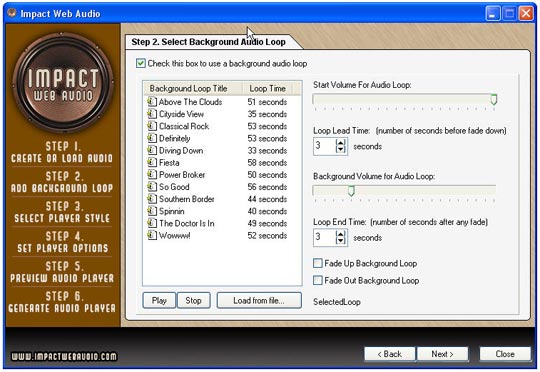 Impact Web Audio
IMPACT
WEB AUDIO
STEP 1.
CREATE OR LOAD AUDIO
STEP 2.
ADD BACKGROUND LOOP
STEP 3.
SELECT PLAYER STYLE
STEP 4.
SET PLAYER OPTIONS
STEP 5.
PREVIEW AUDIO PLAYER
STEP 6.
GENERATE AUDIO PLAYER
WWW.IMPACTWEBAUDIO.COM
Step 2. Select Background Audio Loop
Check this box to use a background audio loop
Background Loop Title Loop Time
Above The Clouds 51 seconds
Cityside View 35 seconds
Classical Rock 53 seconds
Definitely 53 seconds
Diving Down 33 seconds
Fiesta 58 seconds
Power Broker 50 seconds
So Good 56 seconds
Southern Border 44 seconds
Spinnin 40 seconds
The Doctor Is In 49 seconds
Wowww! 52 seconds
Play Stop Load from file...
Start Volume For Audio Loop:
Loop Lead Time: (number of seconds before fade down)
3 seconds
Background Volume for Audio Loop:
Loop End Time: (number of seconds after any fade)
3 seconds
Fade Up Background Loop
Fade Out Background Loop
SelectedLoop
< Back Next > Close